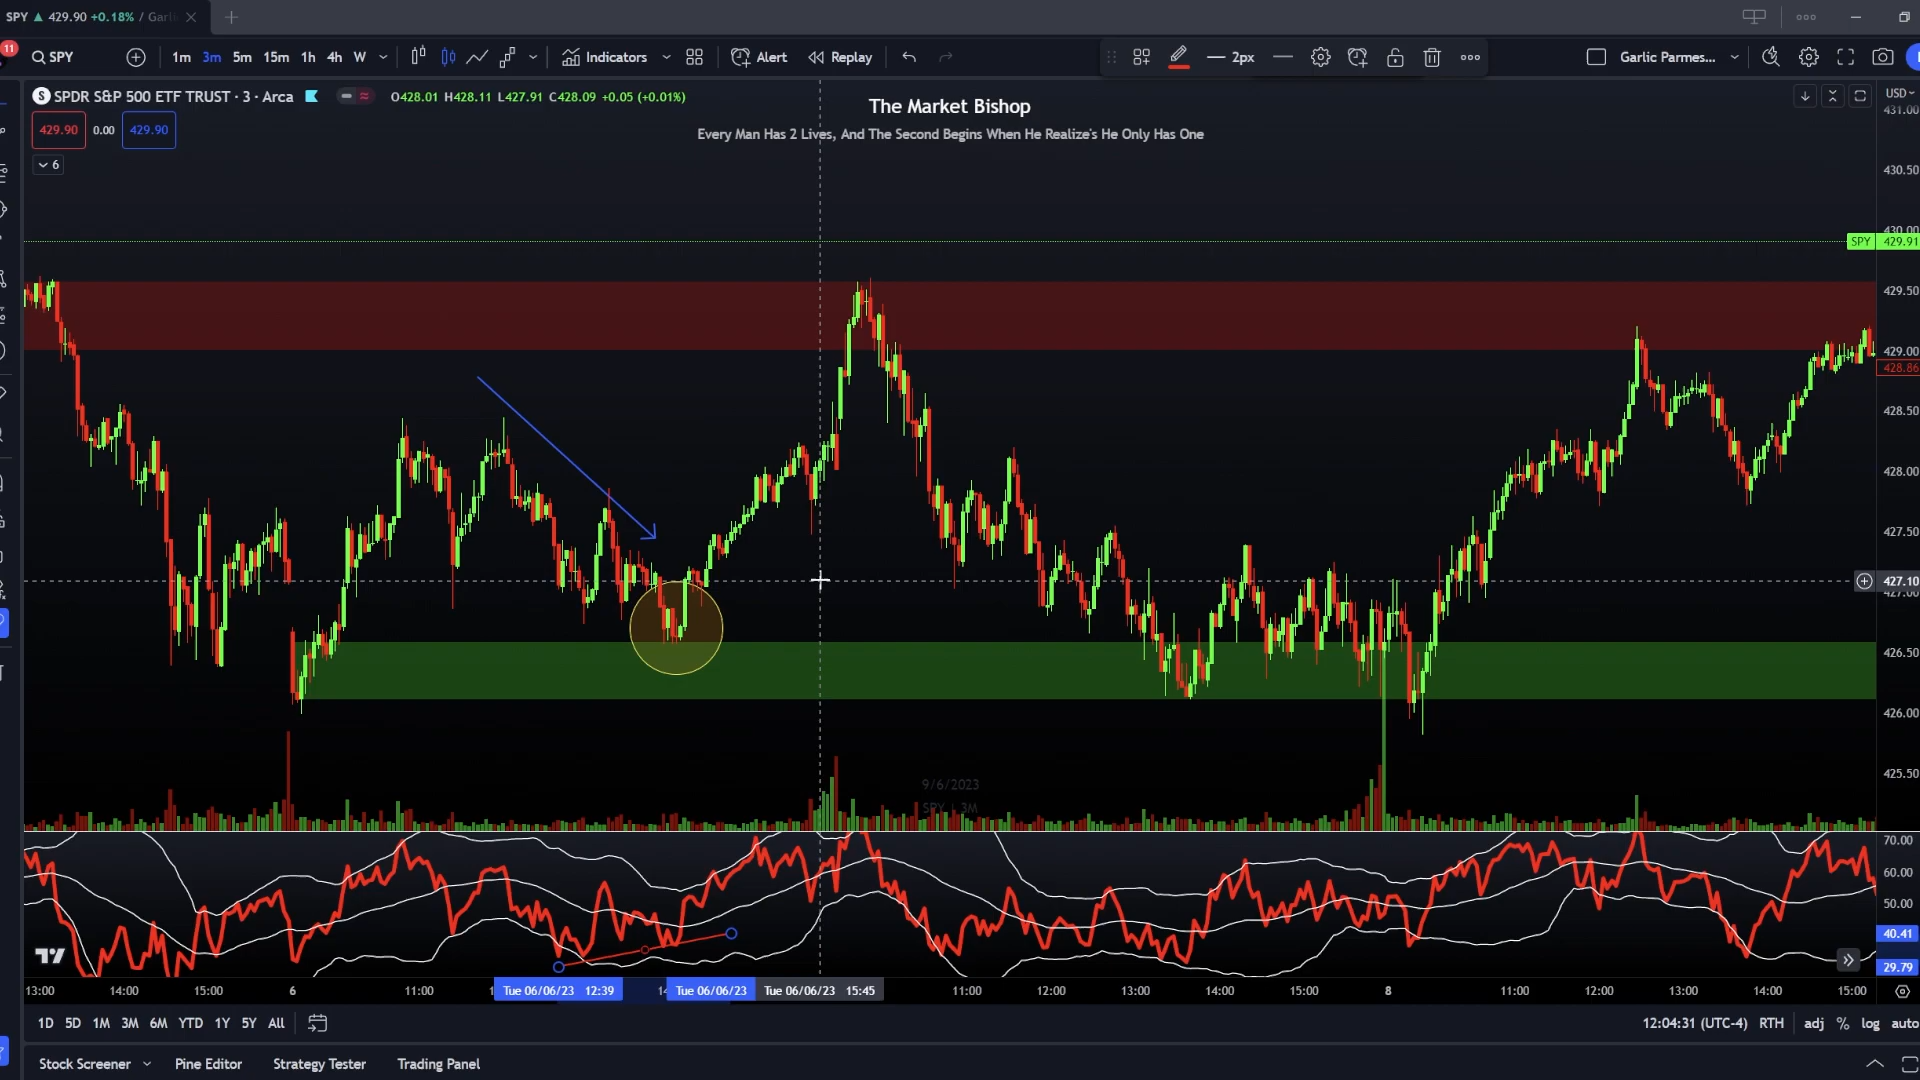 SPY ▲ 429.90 +0.18% / Garli
11
SPY 1m 3m 5m 15m 1h 4h W Indicators Alert Replay 2px Garlic Parmes...
S SPDR S&P 500 ETF TRUST · 3 · Arca O428.01 H428.11 L427.91 C428.09 +0.05 (+0.01%)
The Market Bishop
Every Man Has 2 Lives, And The Second Begins When He Realize's He Only Has One
429.90 0.00 429.90
6
USD
431.00
430.50
430.00
SPY 429.91
429.50
429.00
428.86
428.50
428.00
427.50
427.10
427.00
426.50
426.00
425.50
9/6/2023
SPY 3M
70.00
60.00
50.00
40.41
29.79
13:00 14:00 15:00 6 11:00 Tue 06/06/23 12:39 14 Tue 06/06/23 Tue 06/06/23 15:45 11:00 12:00 13:00 14:00 15:00 8 11:00 12:00 13:00 14:00 15:00
1D 5D 1M 3M 6M YTD 1Y 5Y All 12:04:31 (UTC-4) RTH adj % log auto
Stock Screener Pine Editor Strategy Tester Trading Panel